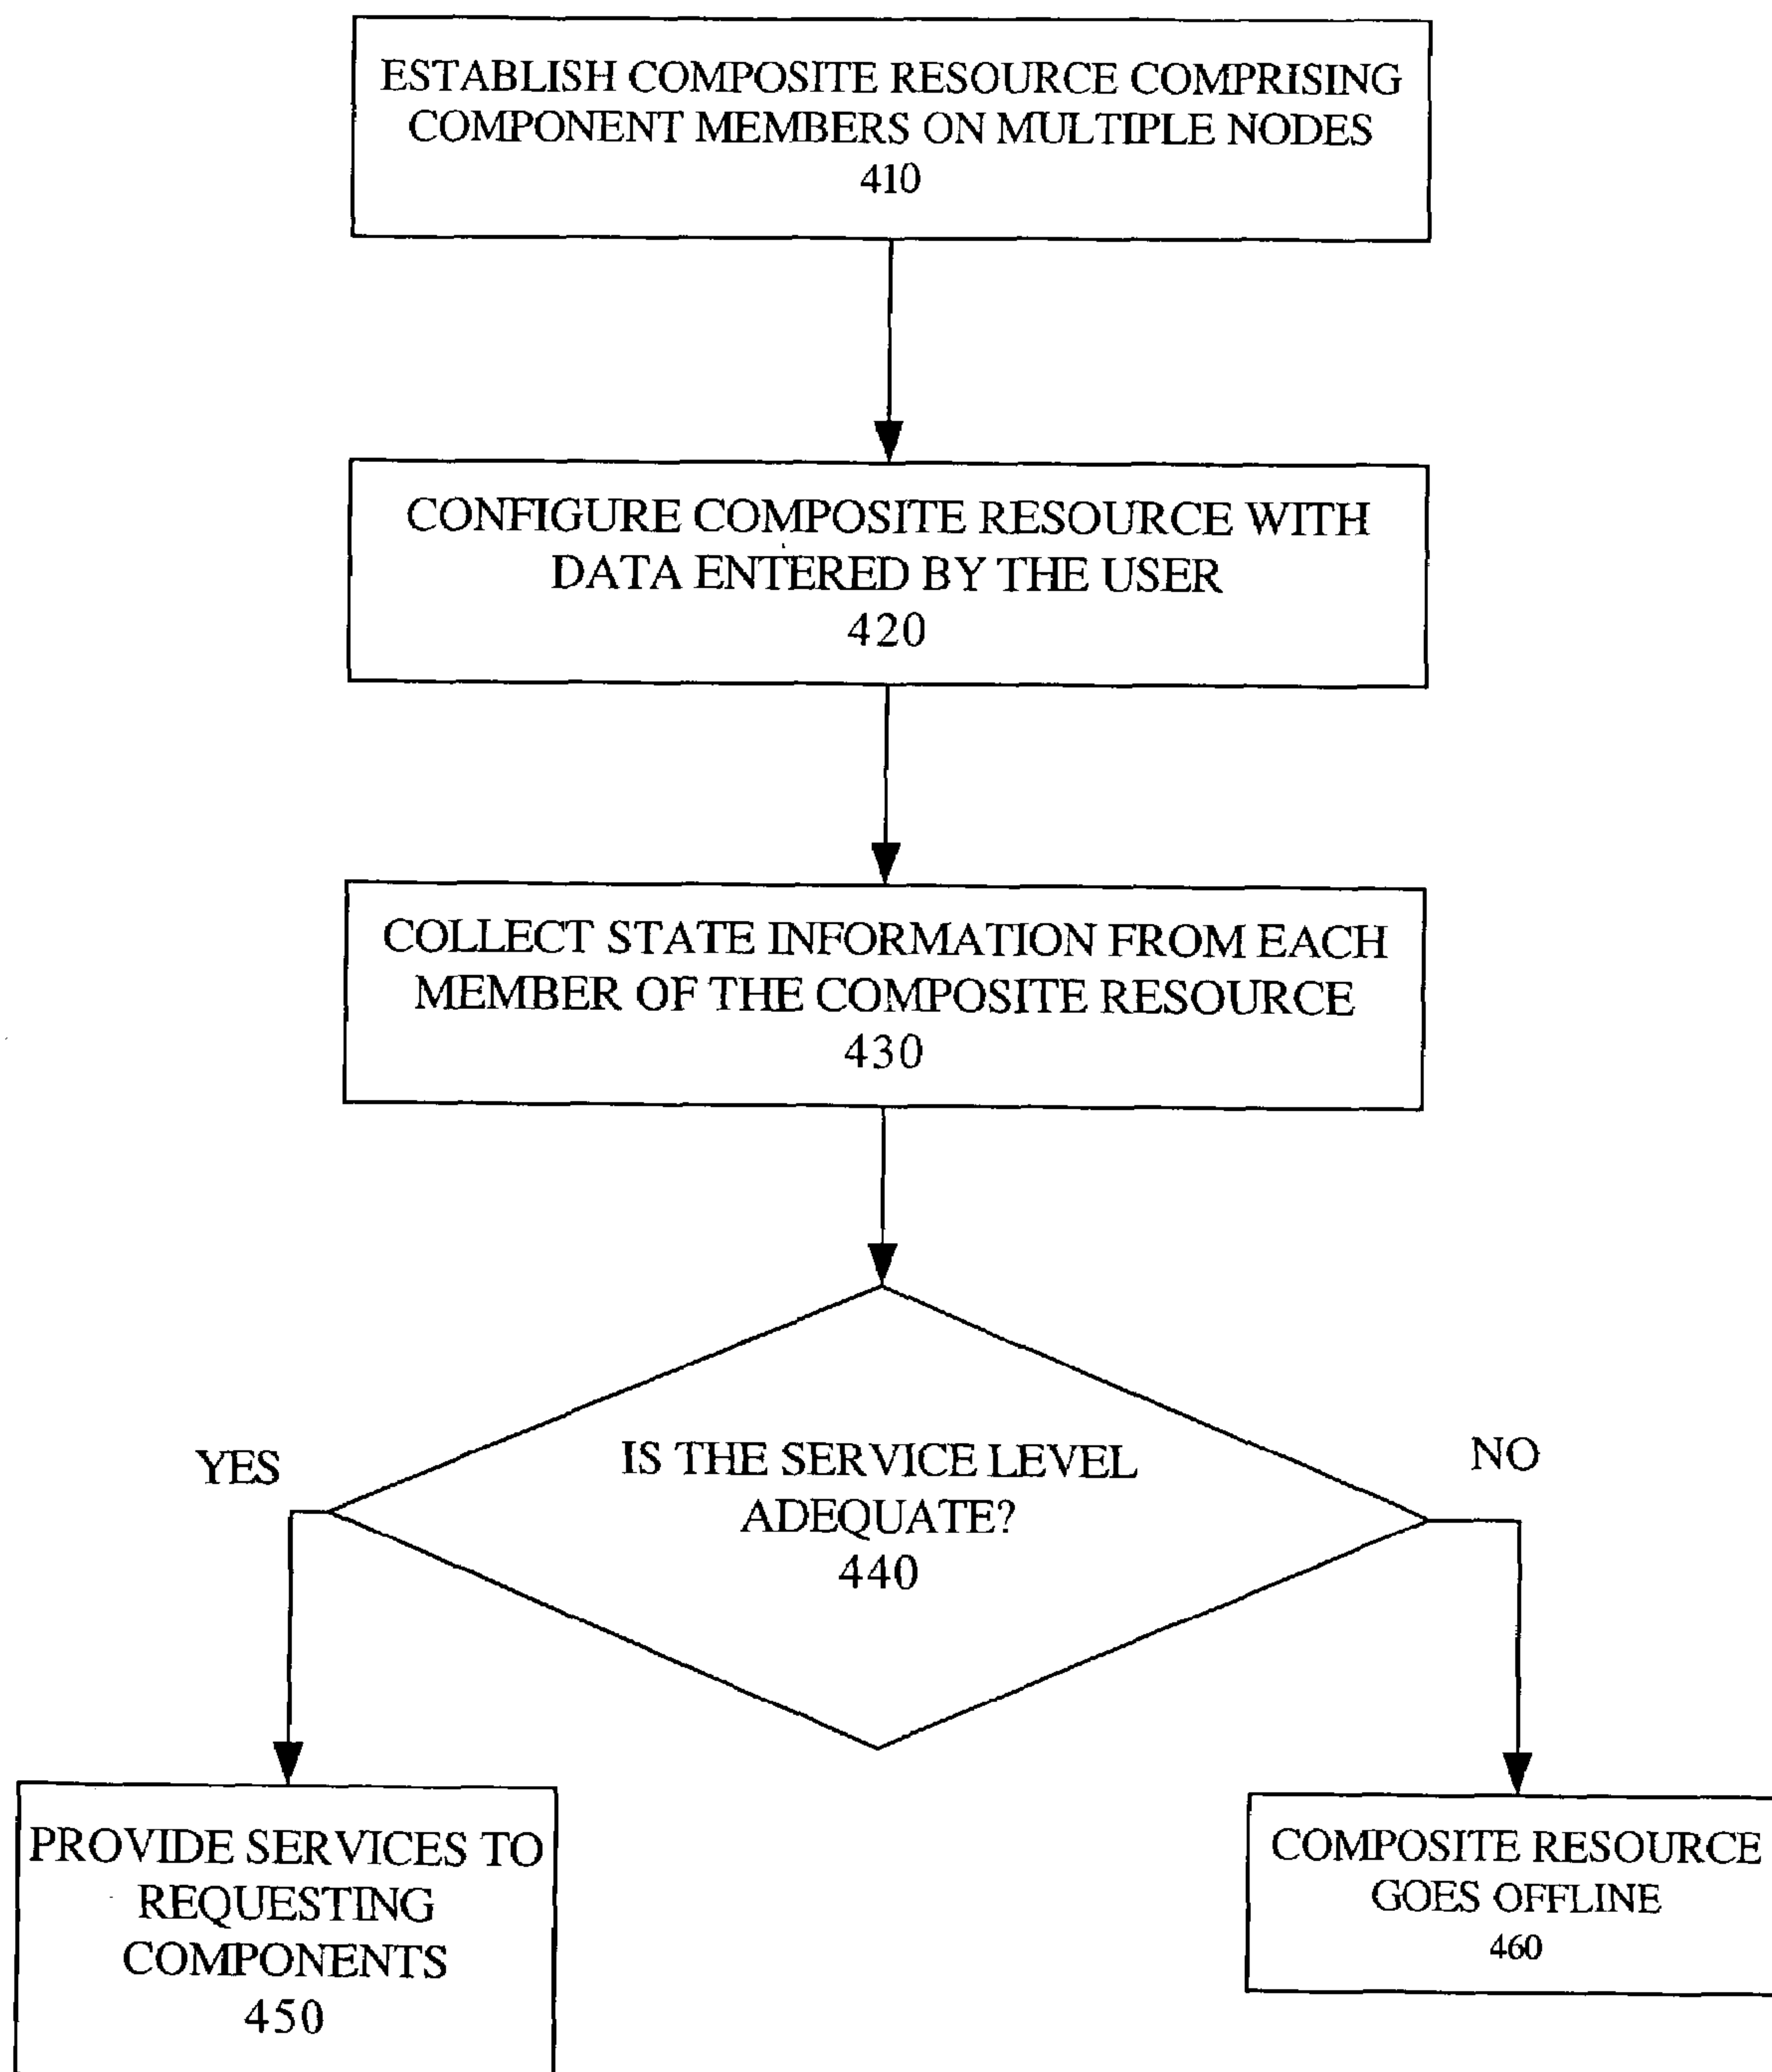 ESTABLISH COMPOSITE RESOURCE COMPRISING
COMPONENT MEMBERS ON MULTIPLE NODES
410
CONFIGURE COMPOSITE RESOURCE WITH
DATA ENTERED BY THE USER
420
COLLECT STATE INFORMATION FROM EACH
MEMBER OF THE COMPOSITE RESOURCE
430
YES
IS THE SERVICE LEVEL
ADEQUATE?
440
NO
PROVIDE SERVICES TO
REQUESTING
COMPONENTS
450
COMPOSITE RESOURCE
GOES OFFLINE
460